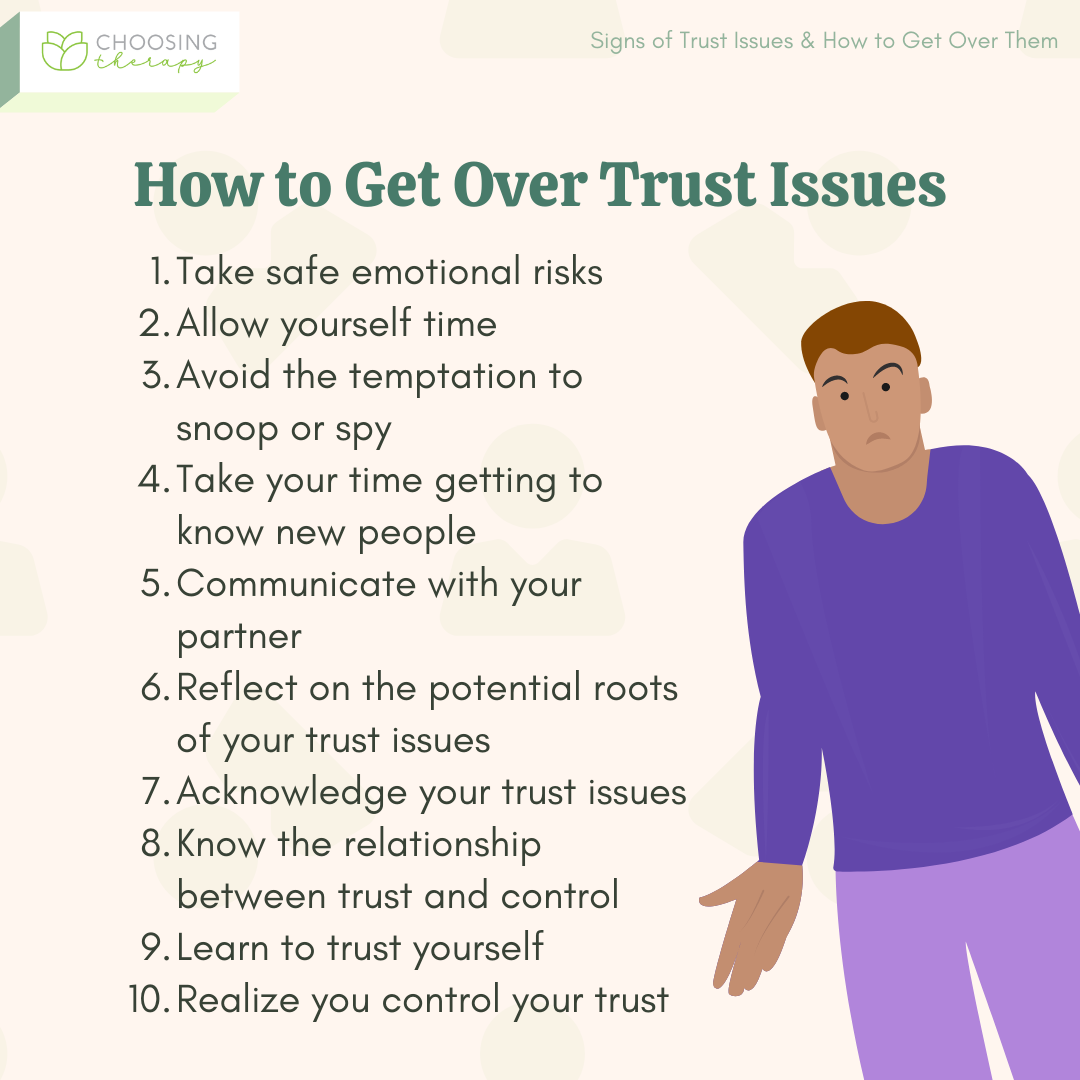 CHOOSING
therapy
Signs of Trust Issues & How to Get Over Them
How to Get Over Trust Issues
1. Take safe emotional risks
2. Allow yourself time
3. Avoid the temptation to
snoop or spy
4. Take your time getting to
know new people
5. Communicate with your
partner
6. Reflect on the potential roots
of your trust issues
7. Acknowledge your trust issues
8. Know the relationship
between trust and control
9. Learn to trust yourself
10. Realize you control your trust